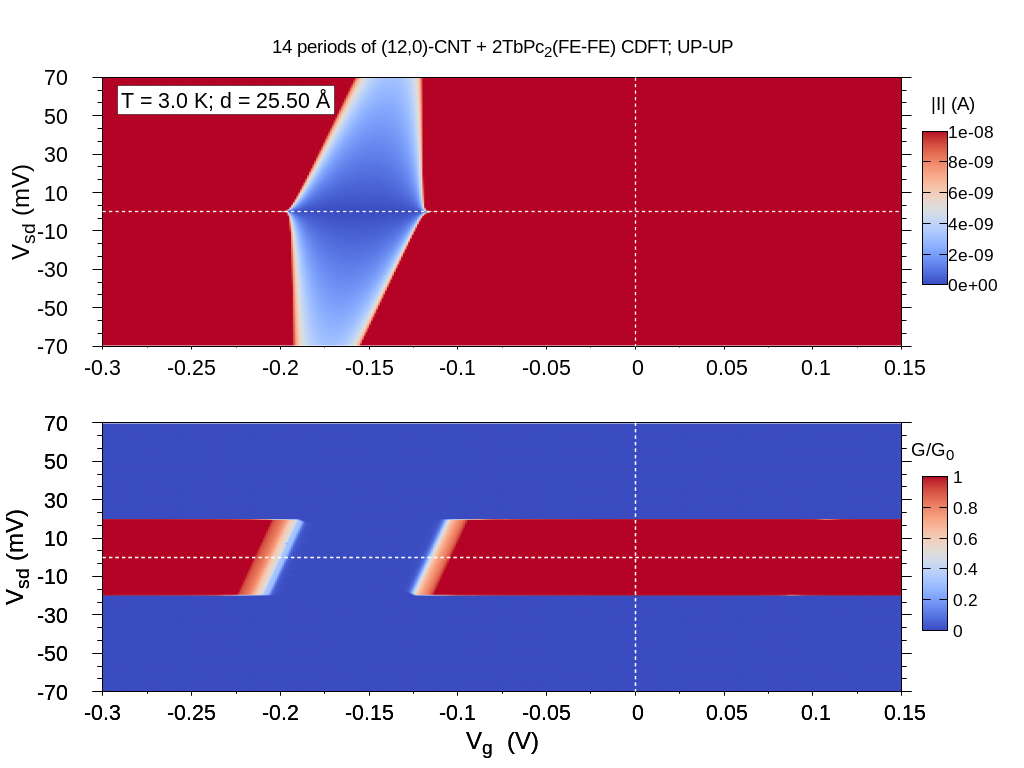 14 periods of (12,0)-CNT + 2TbPc2(FE-FE) CDFT; UP-UP
T = 3.0 K; d = 25.50 Å
70
50
30
10
-10
-30
-50
-70
Vsd (mV)
-0.3 -0.25 -0.2 -0.15 -0.1 -0.05 0 0.05 0.1 0.15
|I| (A)
1e-08
8e-09
6e-09
4e-09
2e-09
0e+00
70
50
30
10
-10
-30
-50
-70
Vsd (mV)
-0.3 -0.25 -0.2 -0.15 -0.1 -0.05 0 0.05 0.1 0.15
Vg (V)
G/G0
1
0.8
0.6
0.4
0.2
0